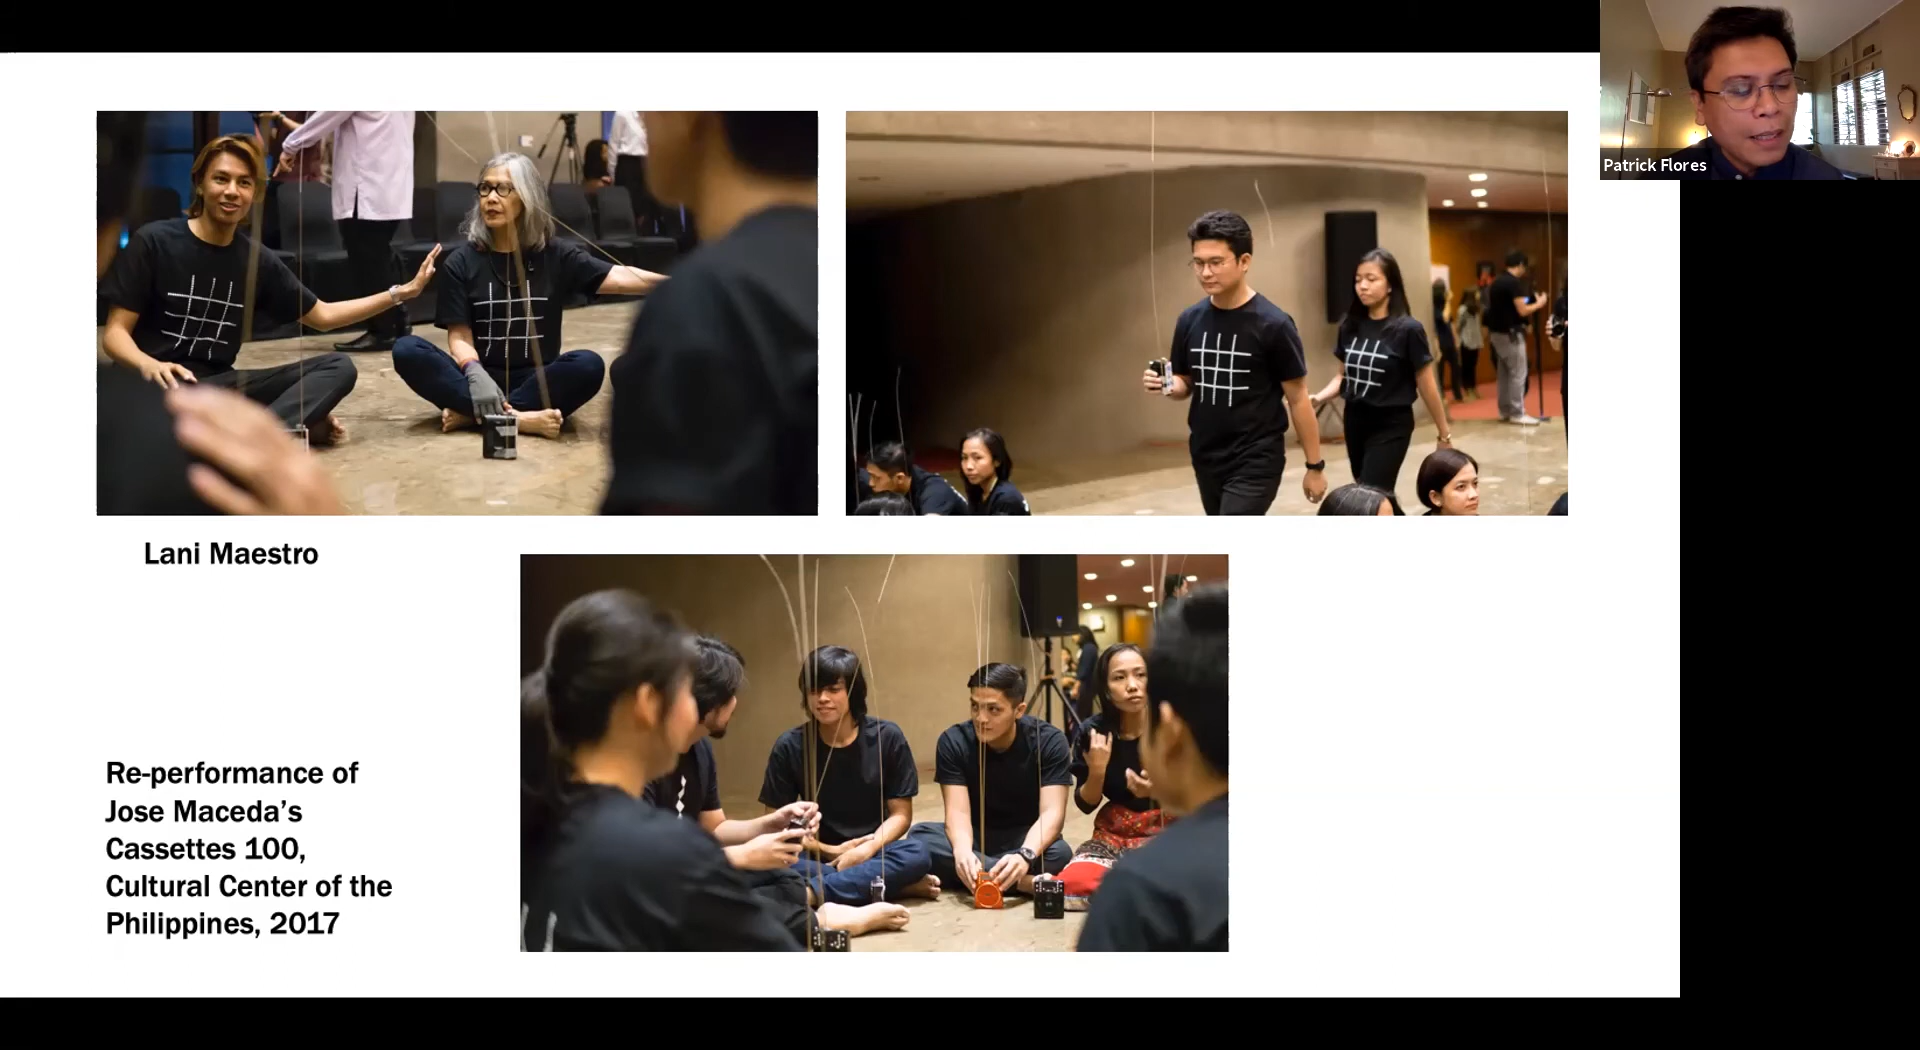 Patrick Flores
Lani Maestro
Re-performance of
Jose Maceda’s
Cassettes 100,
Cultural Center of the
Philippines, 2017